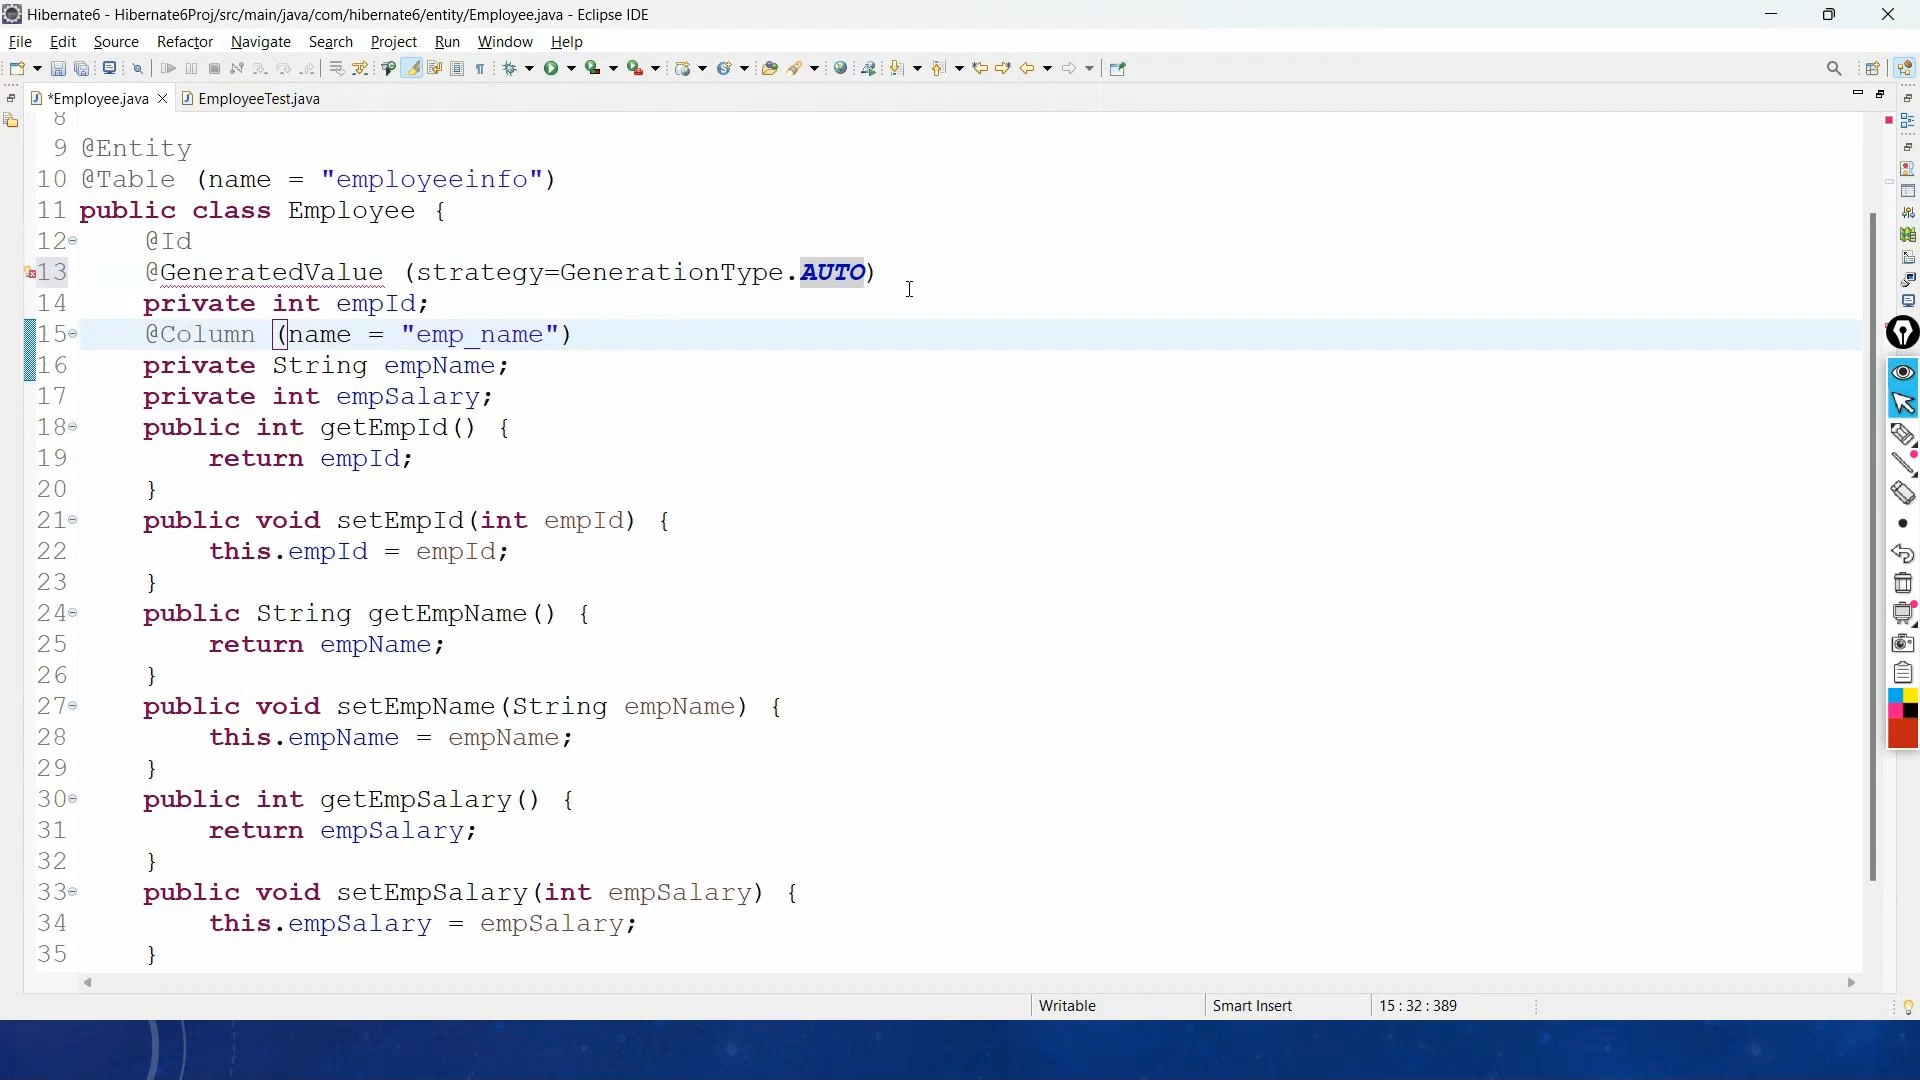 Hibernate6 - Hibernate6Proj/src/main/java/com/hibernate6/entity/Employee.java - Eclipse IDE
File Edit Source Refactor Navigate Search Project Run Window Help
*Employee.java EmployeeTest.java
8
9 @Entity
10 @Table (name = "employeeinfo")
11 public class Employee {
12 @Id
13 @GeneratedValue (strategy=GenerationType.AUTO)
14 private int empId;
15 @Column (name = "emp_name")
16 private String empName;
17 private int empSalary;
18 public int getEmpId() {
19 return empId;
20 }
21 public void setEmpId(int empId) {
22 this.empId = empId;
23 }
24 public String getEmpName() {
25 return empName;
26 }
27 public void setEmpName(String empName) {
28 this.empName = empName;
29 }
30 public int getEmpSalary() {
31 return empSalary;
32 }
33 public void setEmpSalary(int empSalary) {
34 this.empSalary = empSalary;
35 }
Writable Smart Insert 15 : 32 : 389